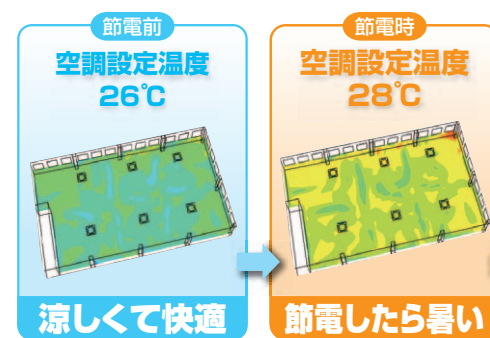 節電前
空調設定温度
26℃
涼しくて快適
節電時
空調設定温度
28℃
節電したら暑い